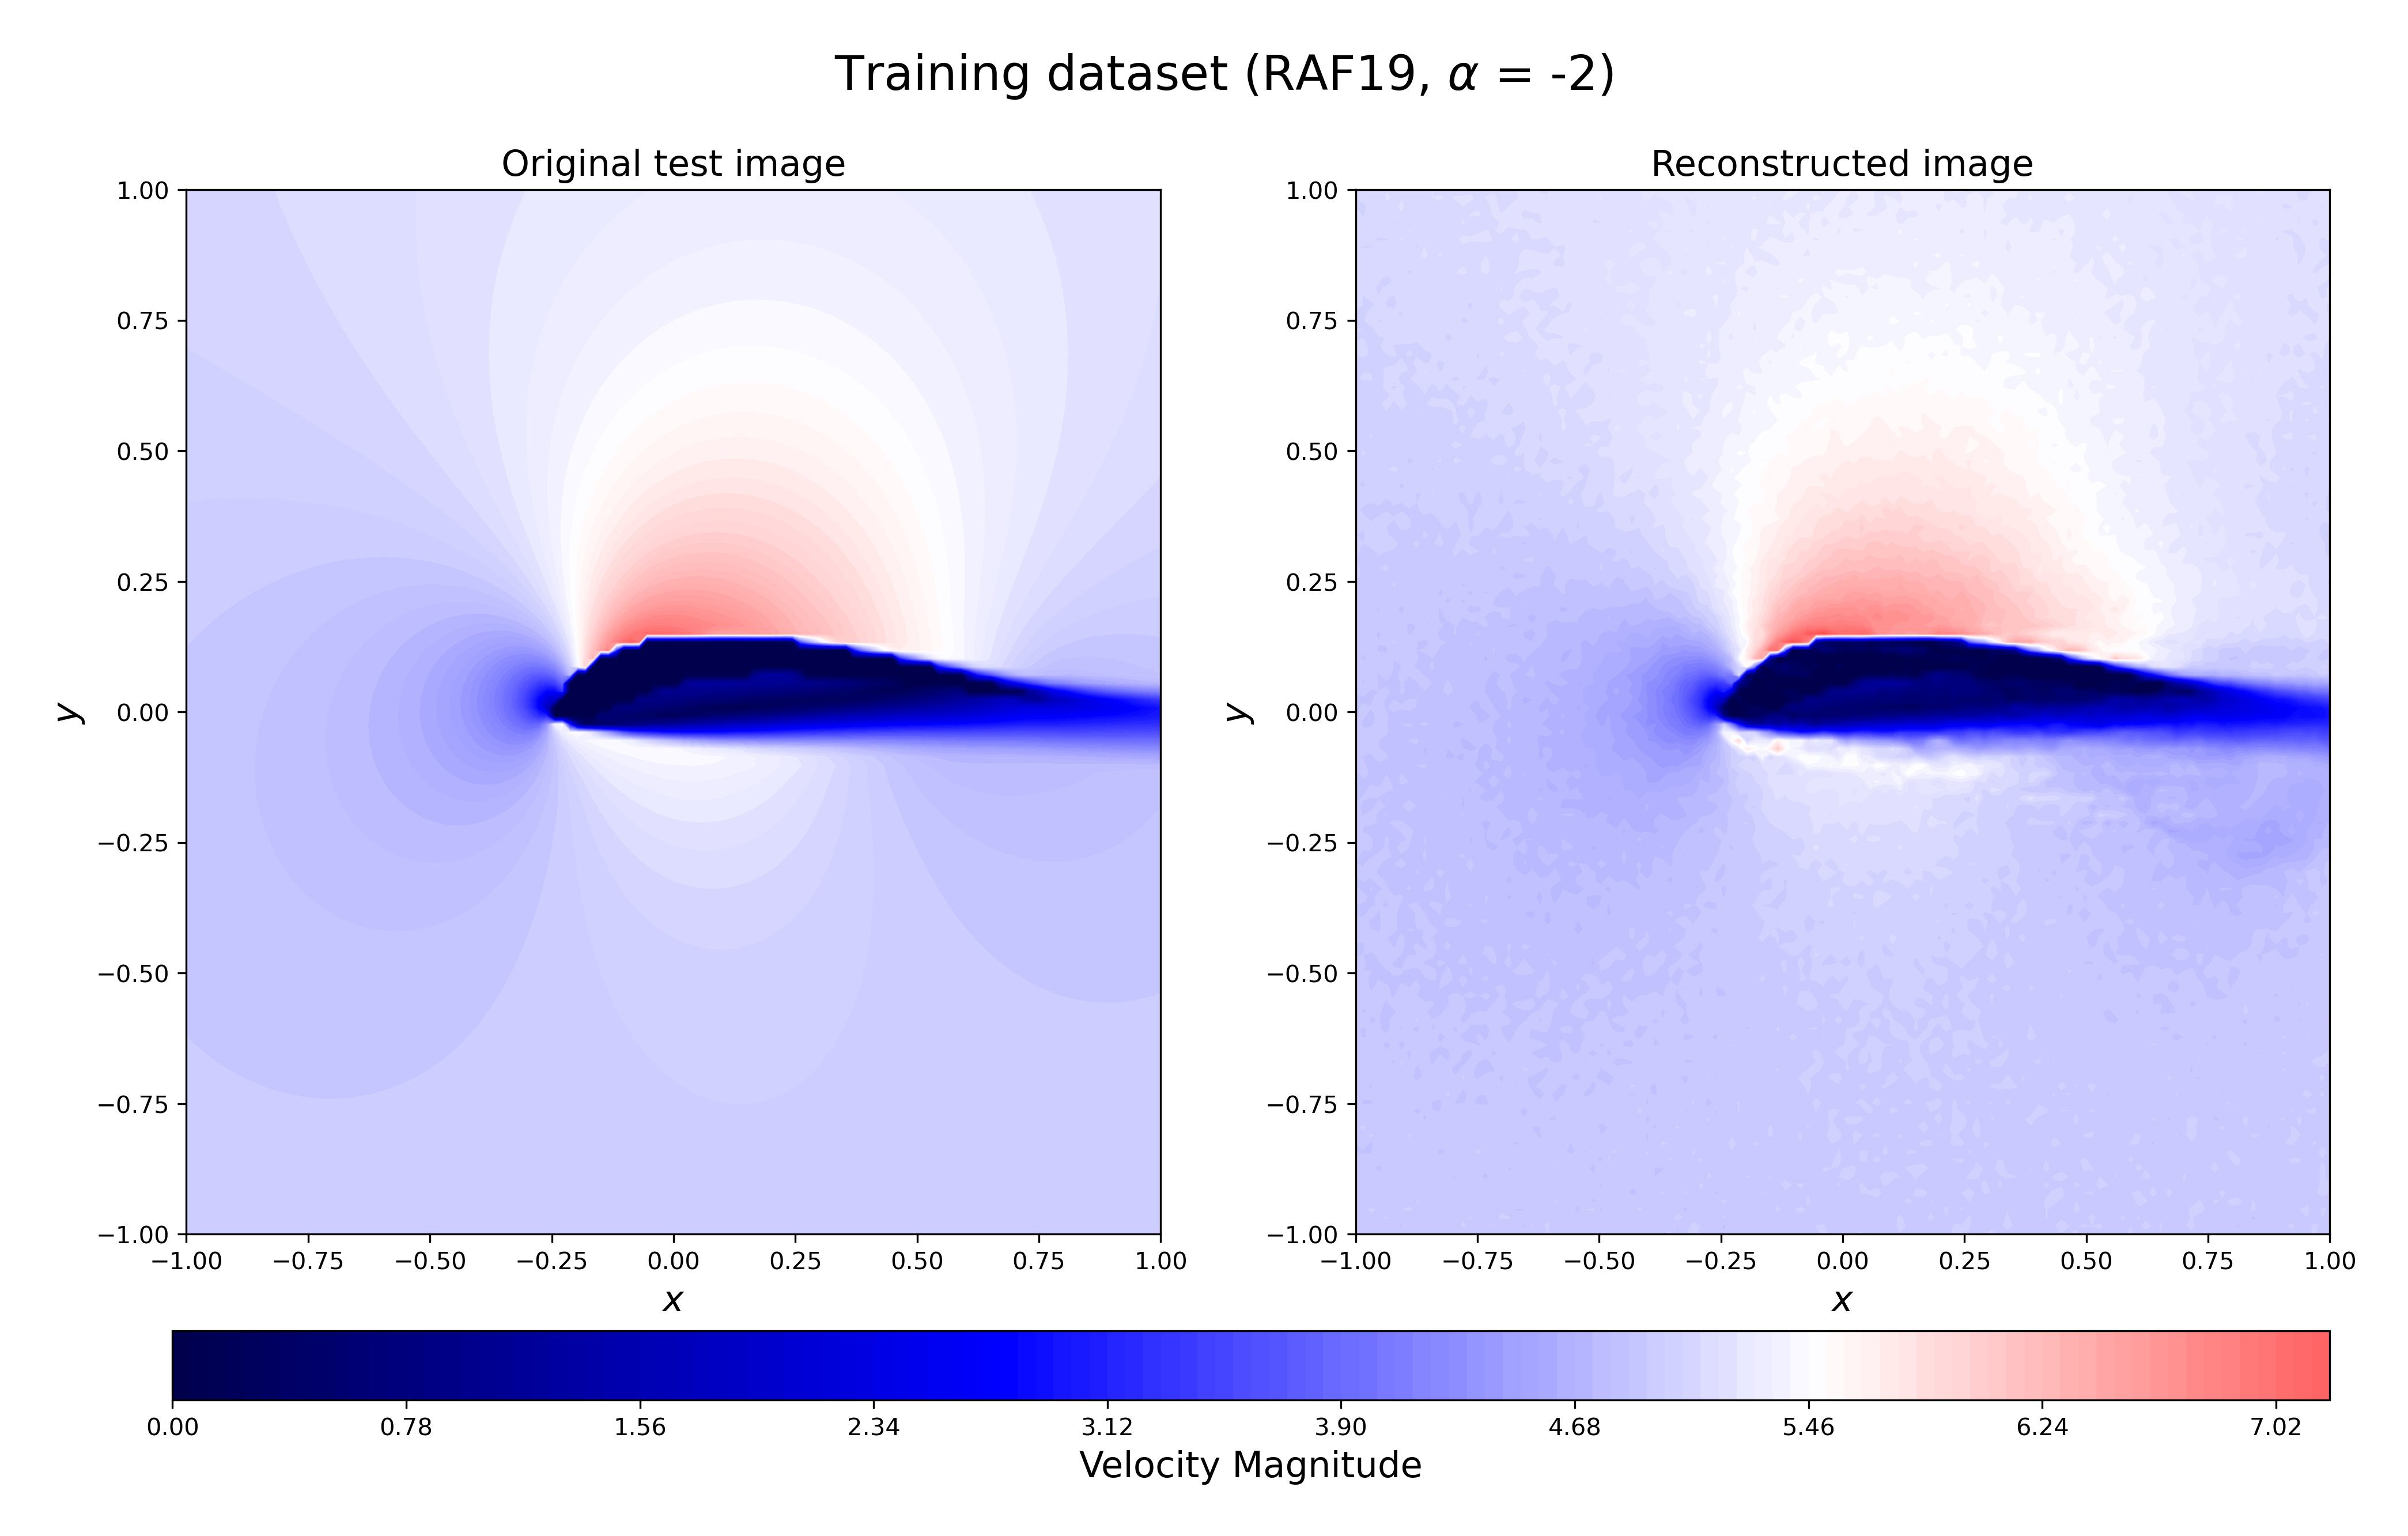 Training dataset (RAF19, α = -2)
Original test image
Reconstructed image
1.00
0.75
0.50
0.25
0.00
−0.25
−0.50
−0.75
−1.00
y
−1.00 −0.75 −0.50 −0.25 0.00 0.25 0.50 0.75 1.00
x
1.00
0.75
0.50
0.25
0.00
−0.25
−0.50
−0.75
−1.00
y
−1.00 −0.75 −0.50 −0.25 0.00 0.25 0.50 0.75 1.00
x
0.00 0.78 1.56 2.34 3.12 3.90 4.68 5.46 6.24 7.02
Velocity Magnitude